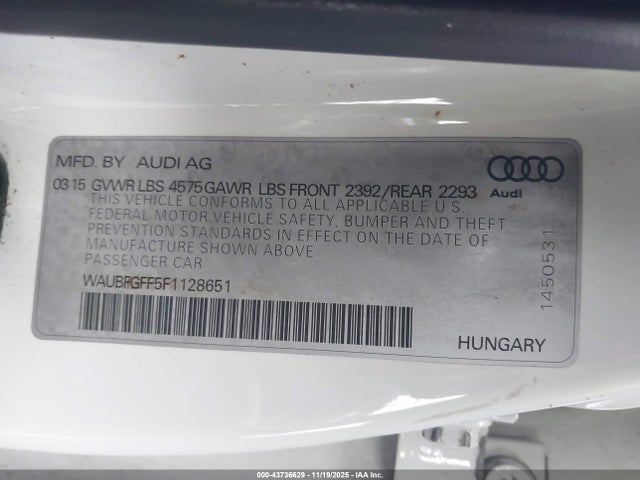 MFD. BY AUDI AG
03 15 GVWR LBS 4575 GAWR LBS FRONT 2392/REAR 2293
Audi
THIS VEHICLE CONFORMS TO ALL APPLICABLE U.S.
FEDERAL MOTOR VEHICLE SAFETY, BUMPER AND THEFT
PREVENTION STANDARDS IN EFFECT ON THE DATE OF
MANUFACTURE SHOWN ABOVE
PASSENGER CAR
WAUBFGFF5F1128651
HUNGARY
1450531
000-43736629 - 11/19/2025 - IAA Inc.